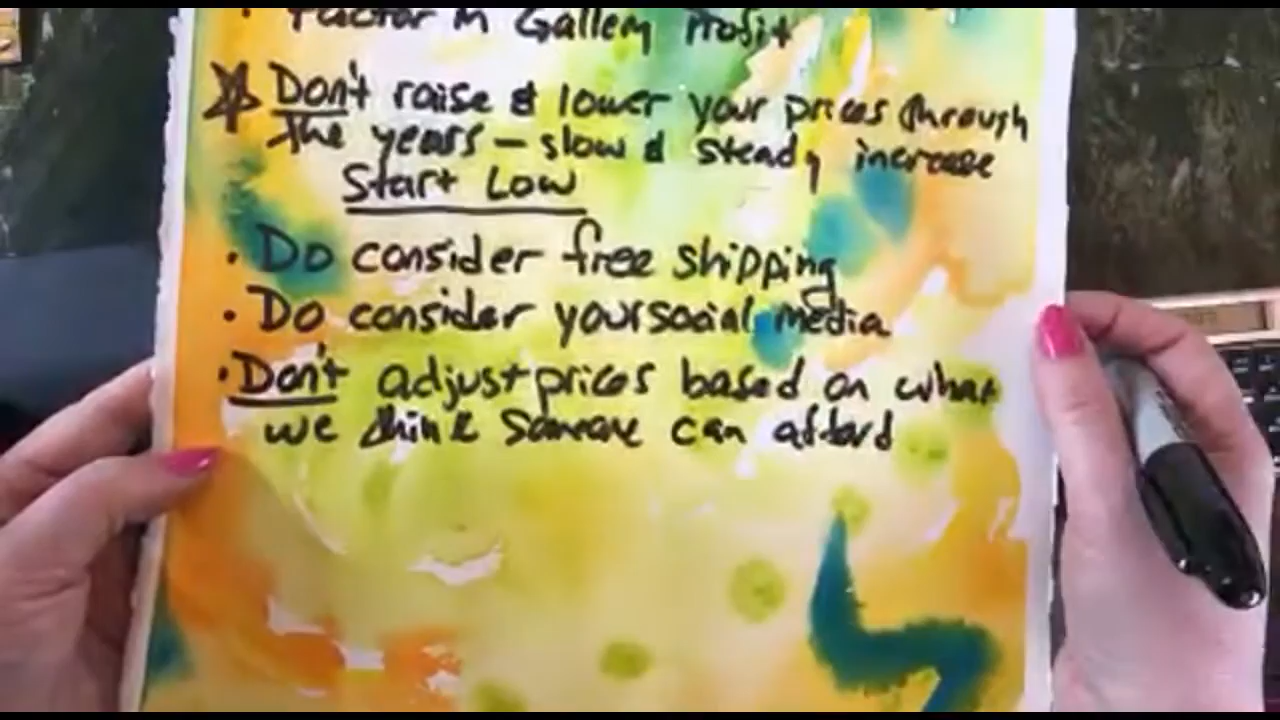 • Factor in Gallery Profit
☆ Don't raise & lower your prices through
the years – slow & steady increase
Start Low
• Do consider free shipping
• Do consider your social media
• Don't adjust prices based on what
we think someone can afford